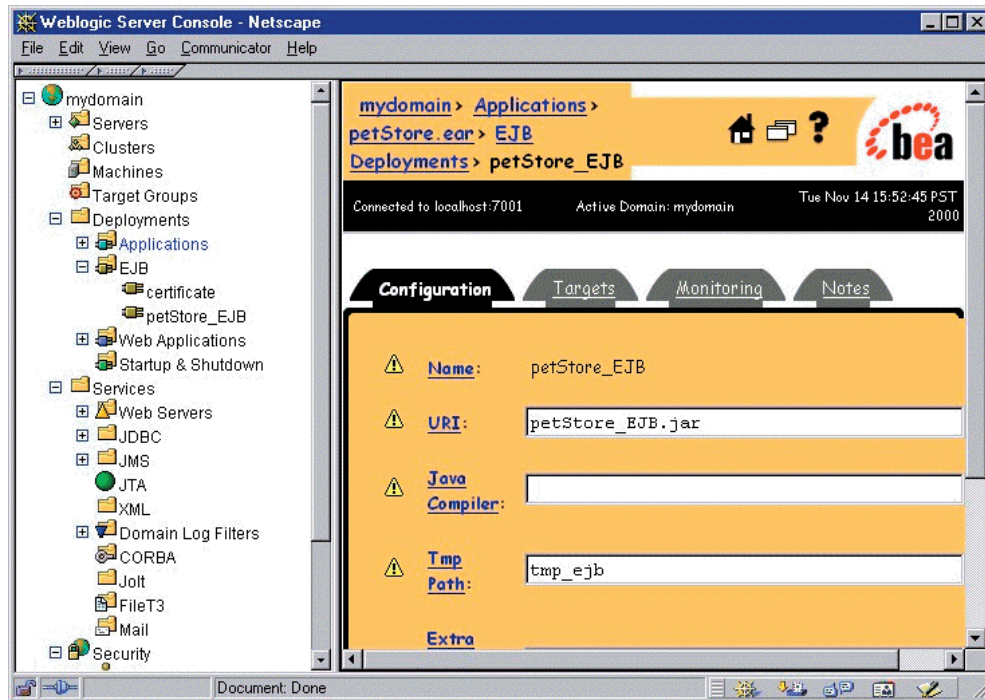 Weblogic Server Console - Netscape
File Edit View Go Communicator Help
mydomain
Servers
Clusters
Machines
Target Groups
Deployments
Applications
EJB
certificate
petStore_EJB
Web Applications
Startup & Shutdown
Services
Web Servers
JDBC
JMS
JTA
XML
Domain Log Filters
CORBA
Jolt
FileT3
Mail
Security
mydomain> Applications>
petStore.ear> EJB
Deployments> petStore_EJB
?
bea
Connected to localhost:7001 Active Domain: mydomain Tue Nov 14 15:52:45 PST
2000
Configuration Targets Monitoring Notes
Name: petStore_EJB
URI: petStore_EJB.jar
Java
Compiler:
Tmp
Path: tmp_ejb
Extra
Document: Done